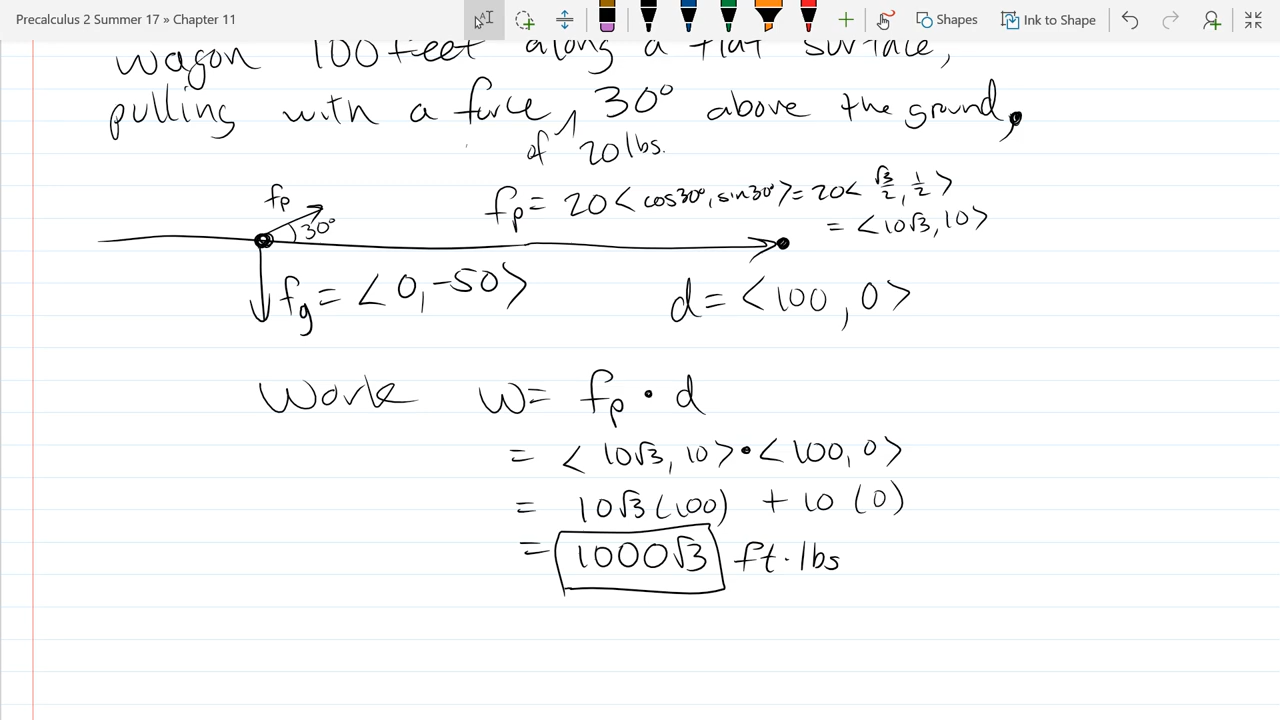 Precalculus 2 Summer 17 » Chapter 11
Shapes
Ink to Shape
wagon 100 feet along a flat surface,
pulling with a force 30° above the ground.
of 20 lbs.
fp
30°
fp = 20 < cos30°, sin30° > = 20 < √3/2, 1/2 >
= < 10√3, 10 >
fg = < 0, -50 >
d = < 100, 0 >
Work W = fp • d
= < 10√3, 10 > • < 100, 0 >
= 10√3 (100) + 10 (0)
= 1000√3 ft·lbs